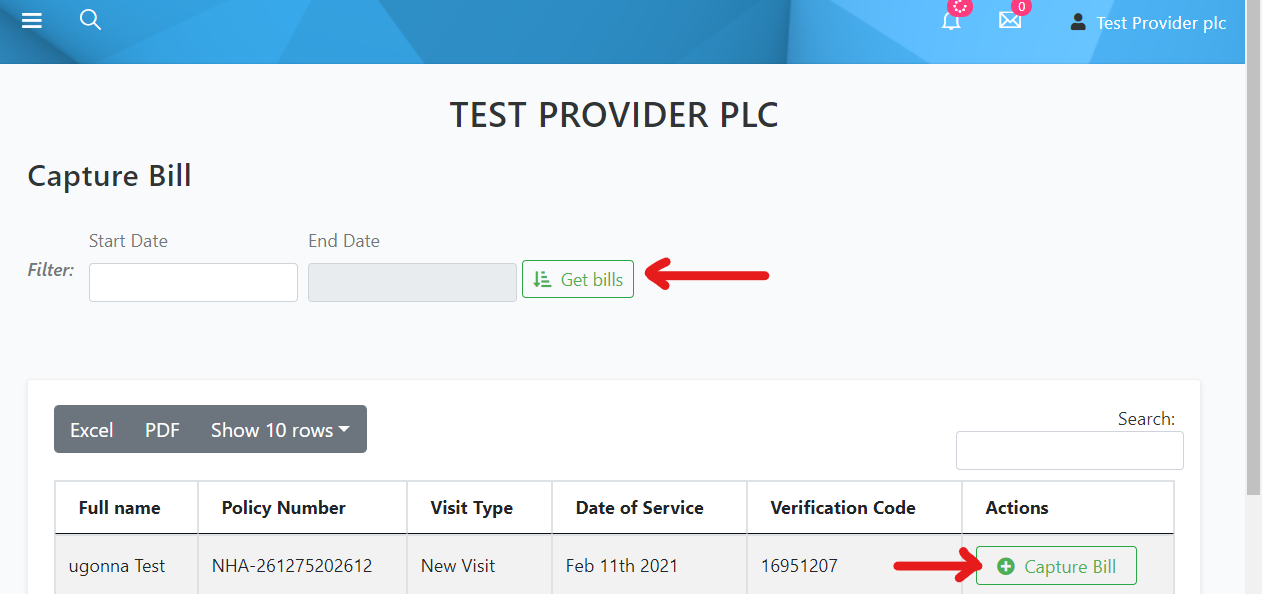 0
Test Provider plc
TEST PROVIDER PLC
Capture Bill
Start Date End Date
Filter: Get bills
Excel PDF Show 10 rows
Search:
Full name Policy Number Visit Type Date of Service Verification Code Actions
ugonna Test NHA-261275202612 New Visit Feb 11th 2021 16951207 Capture Bill